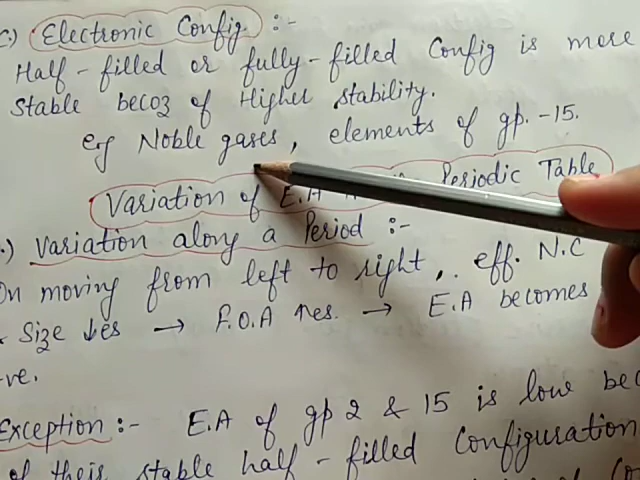 C) Electronic Config. :-
Half-filled or fully-filled Config is more
Stable becoz of Higher stability.
eg Noble gases, elements of gp.-15.
Variation of E.A Periodic Table
.) Variation along a Period :-
On moving from left to right, .. eff. N.C
Size ↓es → F.O.A ↑es. → E.A becomes
-ve.
Exception :- E.A of gp 2 & 15 is low bec
of their stable half-filled Configuration